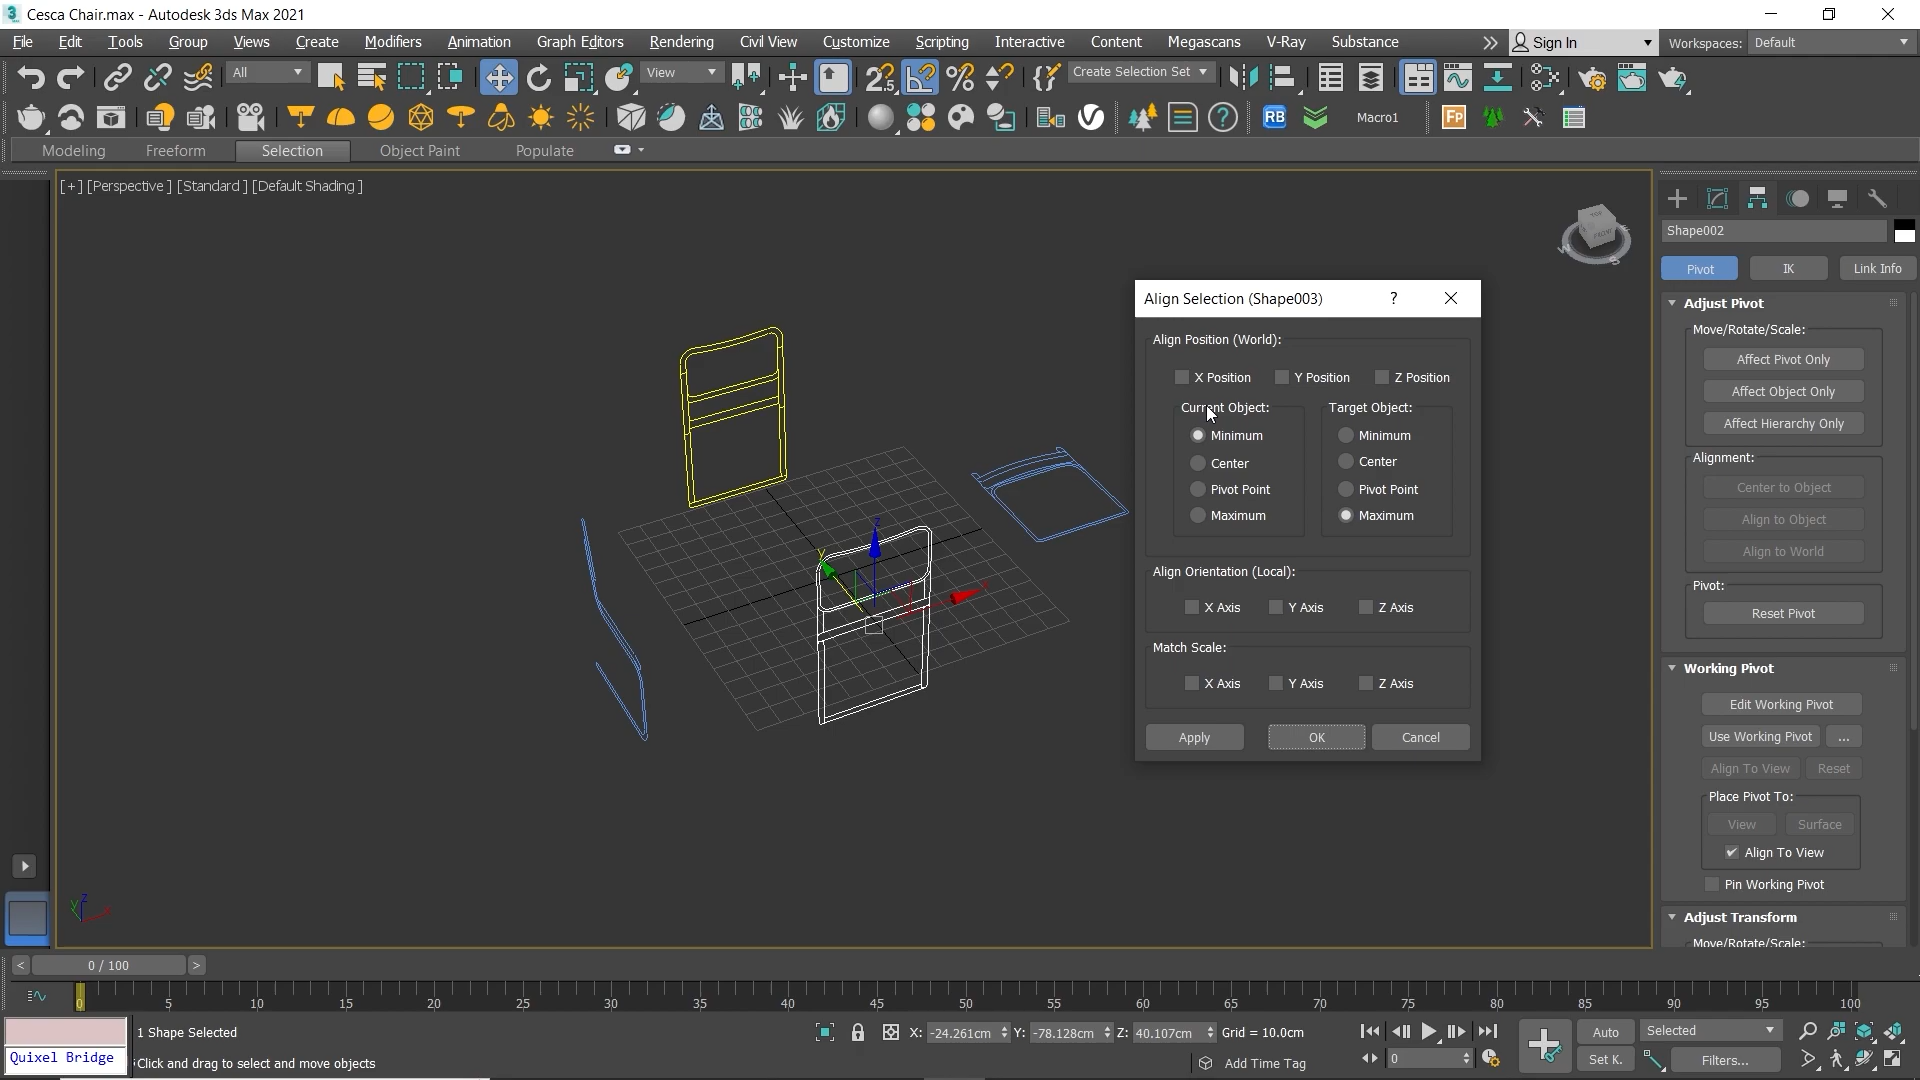 Cesca Chair.max - Autodesk 3ds Max 2021
File Edit Tools Group Views Create Modifiers Animation Graph Editors Rendering Civil View Customize Scripting Interactive Content Megascans V-Ray Substance Sign In Workspaces: Default
All View Create Selection Set
Macro1
Modeling Freeform Selection Object Paint Populate
[+] [Perspective ] [Standard ] [Default Shading ]
Shape002
Pivot IK Link Info
Adjust Pivot
Move/Rotate/Scale:
Affect Pivot Only
Affect Object Only
Affect Hierarchy Only
Alignment:
Center to Object
Align to Object
Align to World
Pivot:
Reset Pivot
Working Pivot
Edit Working Pivot
Use Working Pivot ...
Align To View Reset
Place Pivot To:
View Surface
Align To View
Pin Working Pivot
Adjust Transform
Move/Rotate/Scale:
Align Selection (Shape003) ?
Align Position (World):
X Position Y Position Z Position
Current Object: Target Object:
Minimum Minimum
Center Center
Pivot Point Pivot Point
Maximum Maximum
Align Orientation (Local):
X Axis Y Axis Z Axis
Match Scale:
X Axis Y Axis Z Axis
Apply OK Cancel
< 0 / 100 >
0 5 10 15 20 25 30 35 40 45 50 55 60 65 70 75 80 85 90 95 100
1 Shape Selected
X: -24.261cm Y: -78.128cm Z: 40.107cm Grid = 10.0cm
Auto Selected
Quixel Bridge
Click and drag to select and move objects
Add Time Tag
0
Set K. Filters...